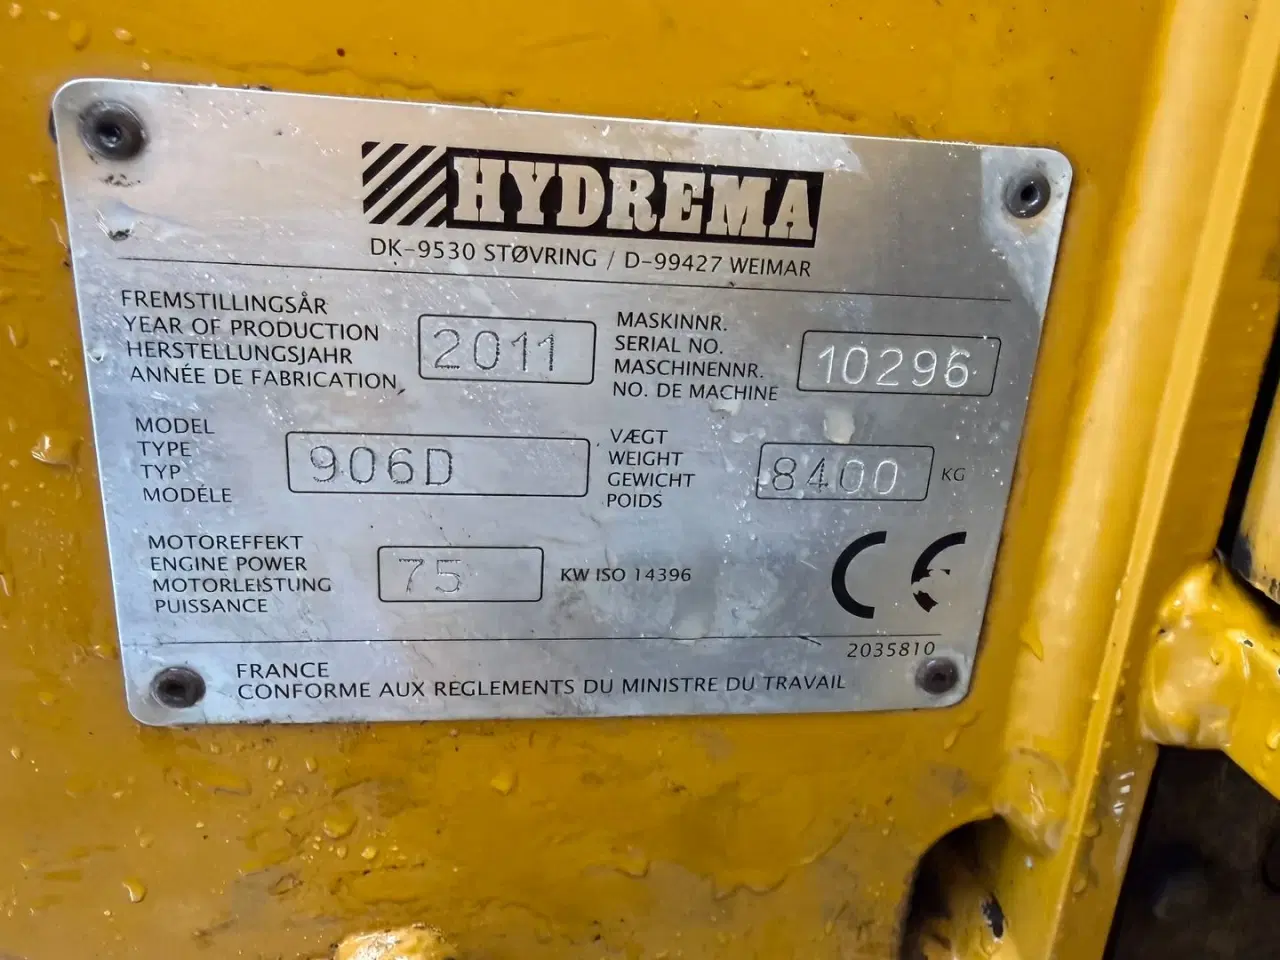 HYDREMA
DK-9530 STØVRING / D-99427 WEIMAR
FREMSTILLINGSÅR
YEAR OF PRODUCTION
HERSTELLUNGSJAHR
ANNÉE DE FABRICATION
2011
MASKINNR.
SERIAL NO.
MASCHINENNR.
NO. DE MACHINE
10296
MODEL
TYPE
TYP
MODÉLE
906D
VÆGT
WEIGHT
GEWICHT
POIDS
8400 KG
MOTOREFFEKT
ENGINE POWER
MOTORLEISTUNG
PUISSANCE
75 KW ISO 14396
CE
2035810
FRANCE
CONFORME AUX REGLEMENTS DU MINISTRE DU TRAVAIL